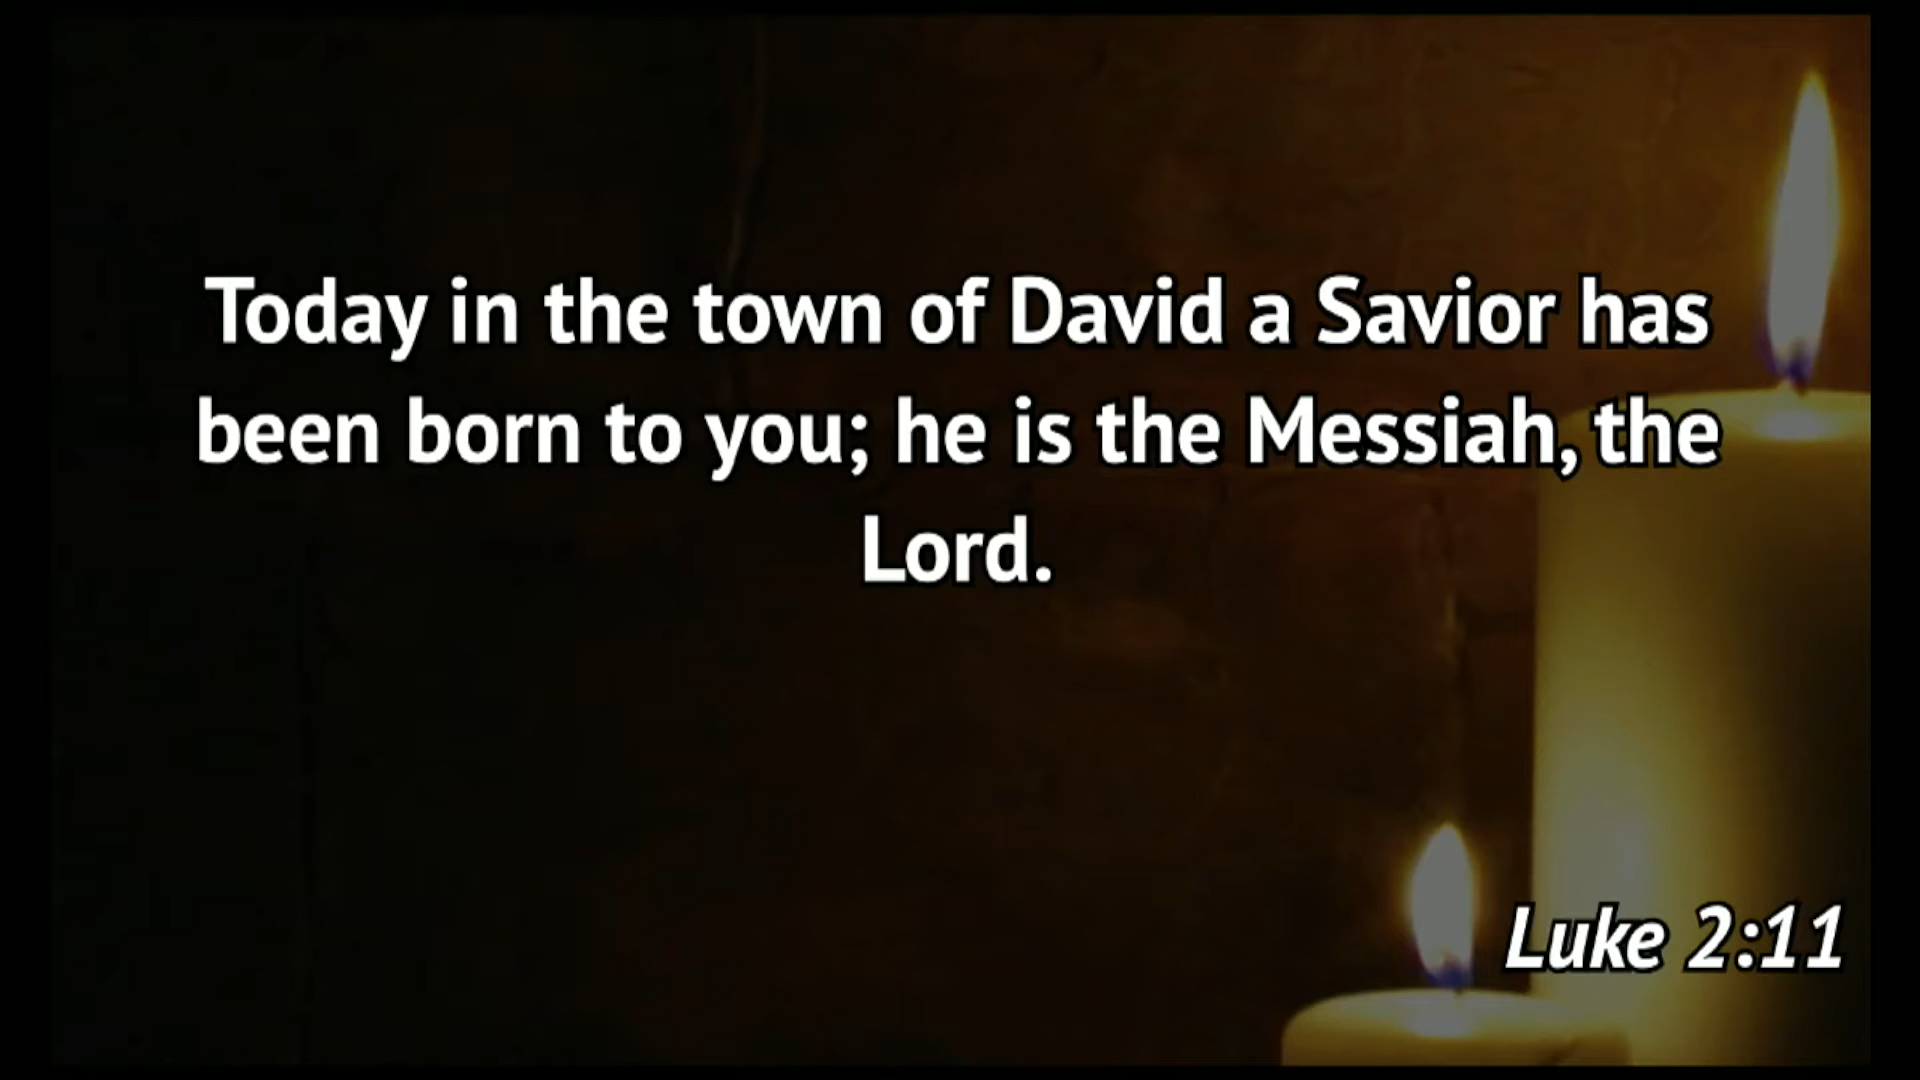 Today in the town of David a Savior has
been born to you; he is the Messiah, the
Lord.
Luke 2:11